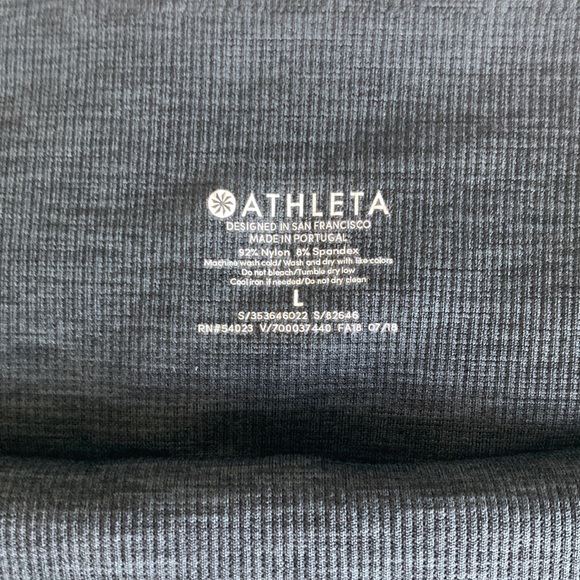 ATHLETA
DESIGNED IN SAN FRANCISCO
MADE IN PORTUGAL
92% Nylon 8% Spandex
Machine wash cold/Wash and dry with like colors
Do not bleach/Tumble dry low
Cool iron if needed/Do not dry clean
L
S/353646022 S/82646
RN#54023 V/700037440 FA18 07/18